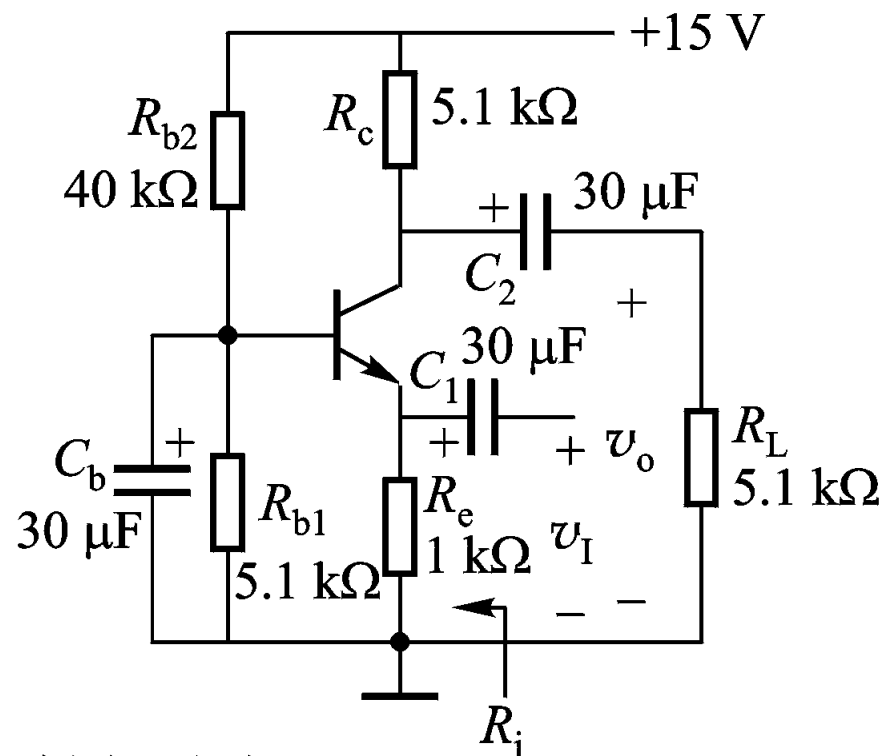 +15 V
R_b2
40 kΩ
R_c
5.1 kΩ
+
30 μF
C_2
+
30 μF
C_1
+
+
v_o
R_L
5.1 kΩ
C_b
+
30 μF
R_b1
5.1 kΩ
R_e
1 kΩ
v_I
−
−
R_i